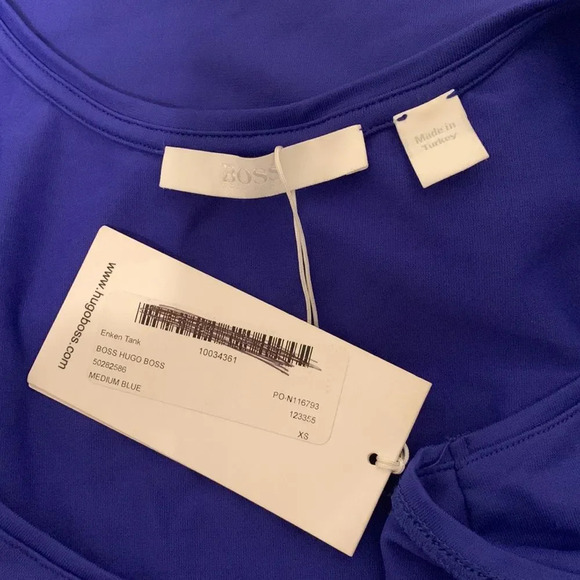 BOSS
Made in
Turkey
www.hugoboss.com
Enken Tank
10034361
BOSS HUGO BOSS
50282586
MEDIUM BLUE
PO-N116793
123355
XS